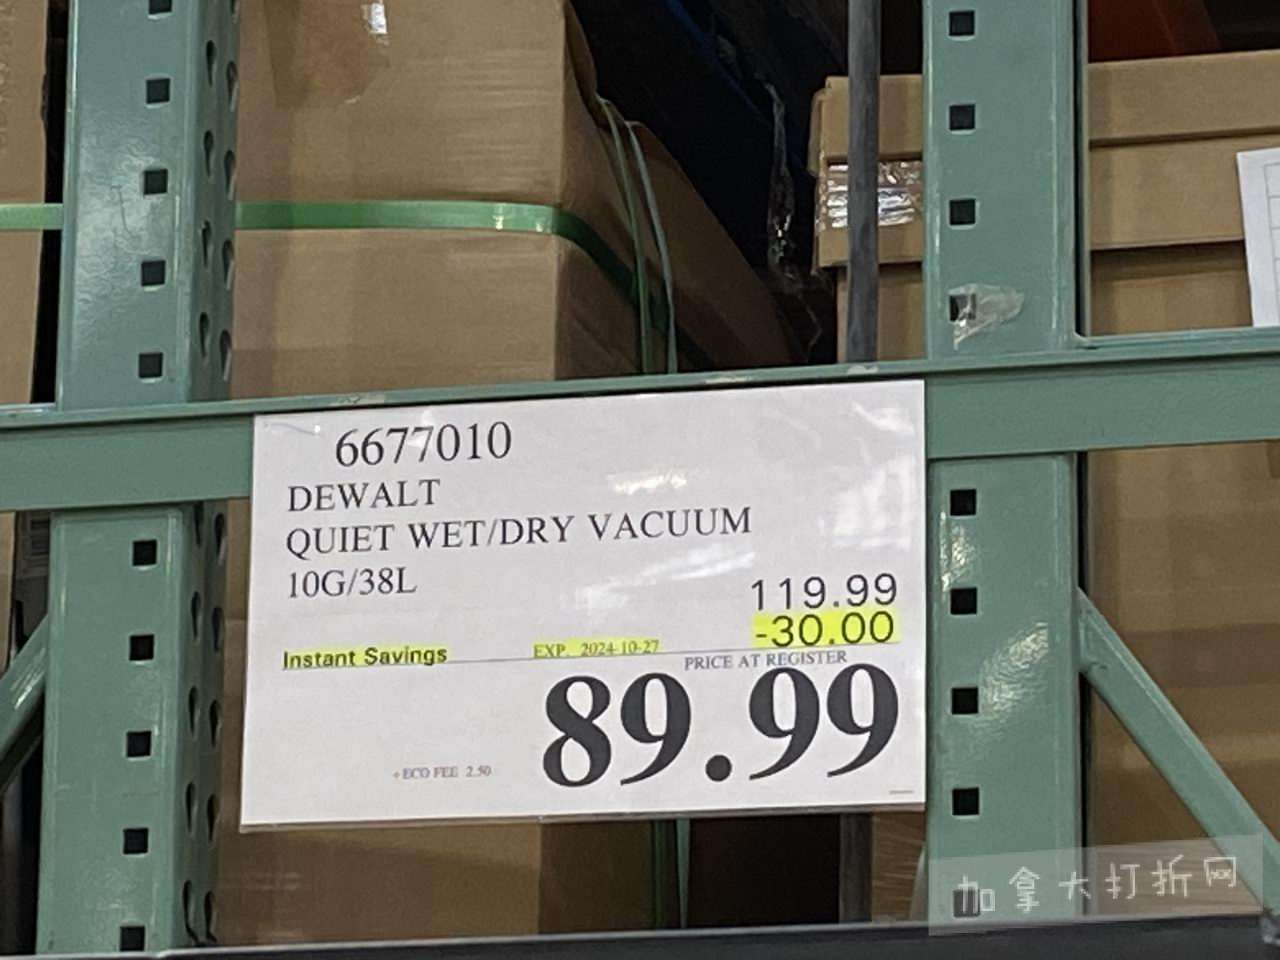 6677010
DEWALT
QUIET WET/DRY VACUUM
10G/38L
119.99
-30.00
Instant Savings EXP. 2024-10-27
PRICE AT REGISTER
89.99
+ECO FEE 2.50
加拿大打折网